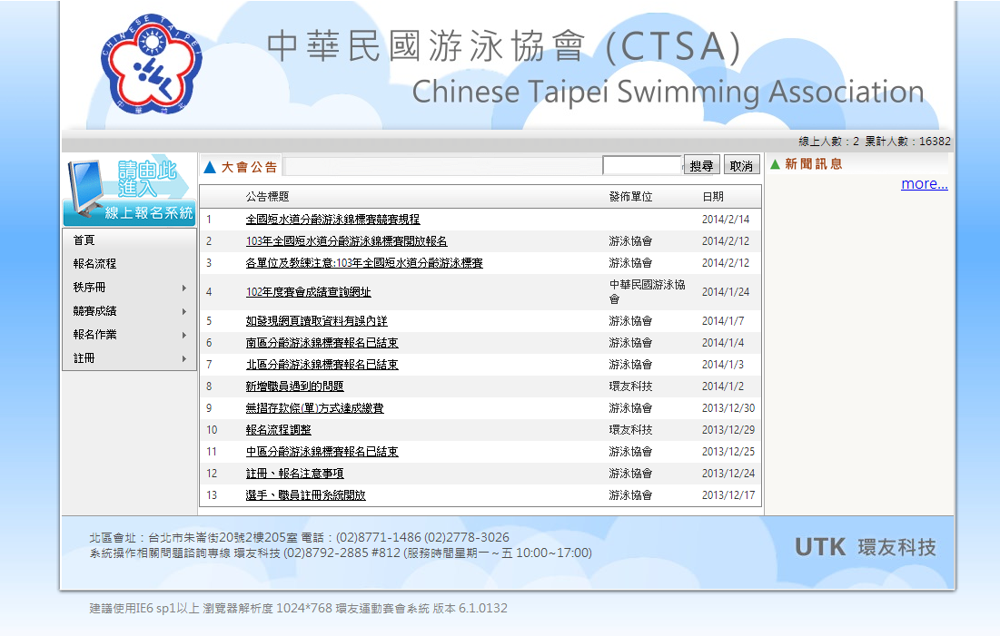 CHINESE TAIPEI
中華台北
中華民國游泳協會 (CTSA)
Chinese Taipei Swimming Association
線上人數：2 累計人數：16382
請由此
進入
線上報名系統
首頁
報名流程
秩序冊
競賽成績
報名作業
註冊
大會公告
搜尋 取消
公告標題 發佈單位 日期
1 全國短水道分齡游泳錦標賽競賽規程 2014/2/14
2 103年全國短水道分齡游泳錦標賽開放報名 游泳協會 2014/2/12
3 各單位及教練注意:103年全國短水道分齡游泳標賽 游泳協會 2014/2/12
4 102年度賽會成績查詢網址 中華民國游泳協會 2014/1/24
5 如發現網頁讀取資料有誤內詳 游泳協會 2014/1/7
6 南區分齡游泳錦標賽報名已結束 游泳協會 2014/1/4
7 北區分齡游泳錦標賽報名已結束 游泳協會 2014/1/3
8 新增職員遇到的問題 環友科技 2014/1/2
9 無摺存款條(單)方式達成繳費 游泳協會 2013/12/30
10 報名流程調整 環友科技 2013/12/29
11 中區分齡游泳錦標賽報名已結束 游泳協會 2013/12/25
12 註冊、報名注意事項 游泳協會 2013/12/24
13 選手、職員註冊系統開放 游泳協會 2013/12/17
新聞訊息
more...
北區會址：台北市朱崙街20號2樓205室 電話：(02)8771-1486 (02)2778-3026
系統操作相關問題諮詢專線 環友科技 (02)8792-2885 #812 (服務時間星期一～五 10:00~17:00)
UTK 環友科技
建議使用IE6 sp1以上 瀏覽器解析度 1024*768 環友運動賽會系統 版本 6.1.0132